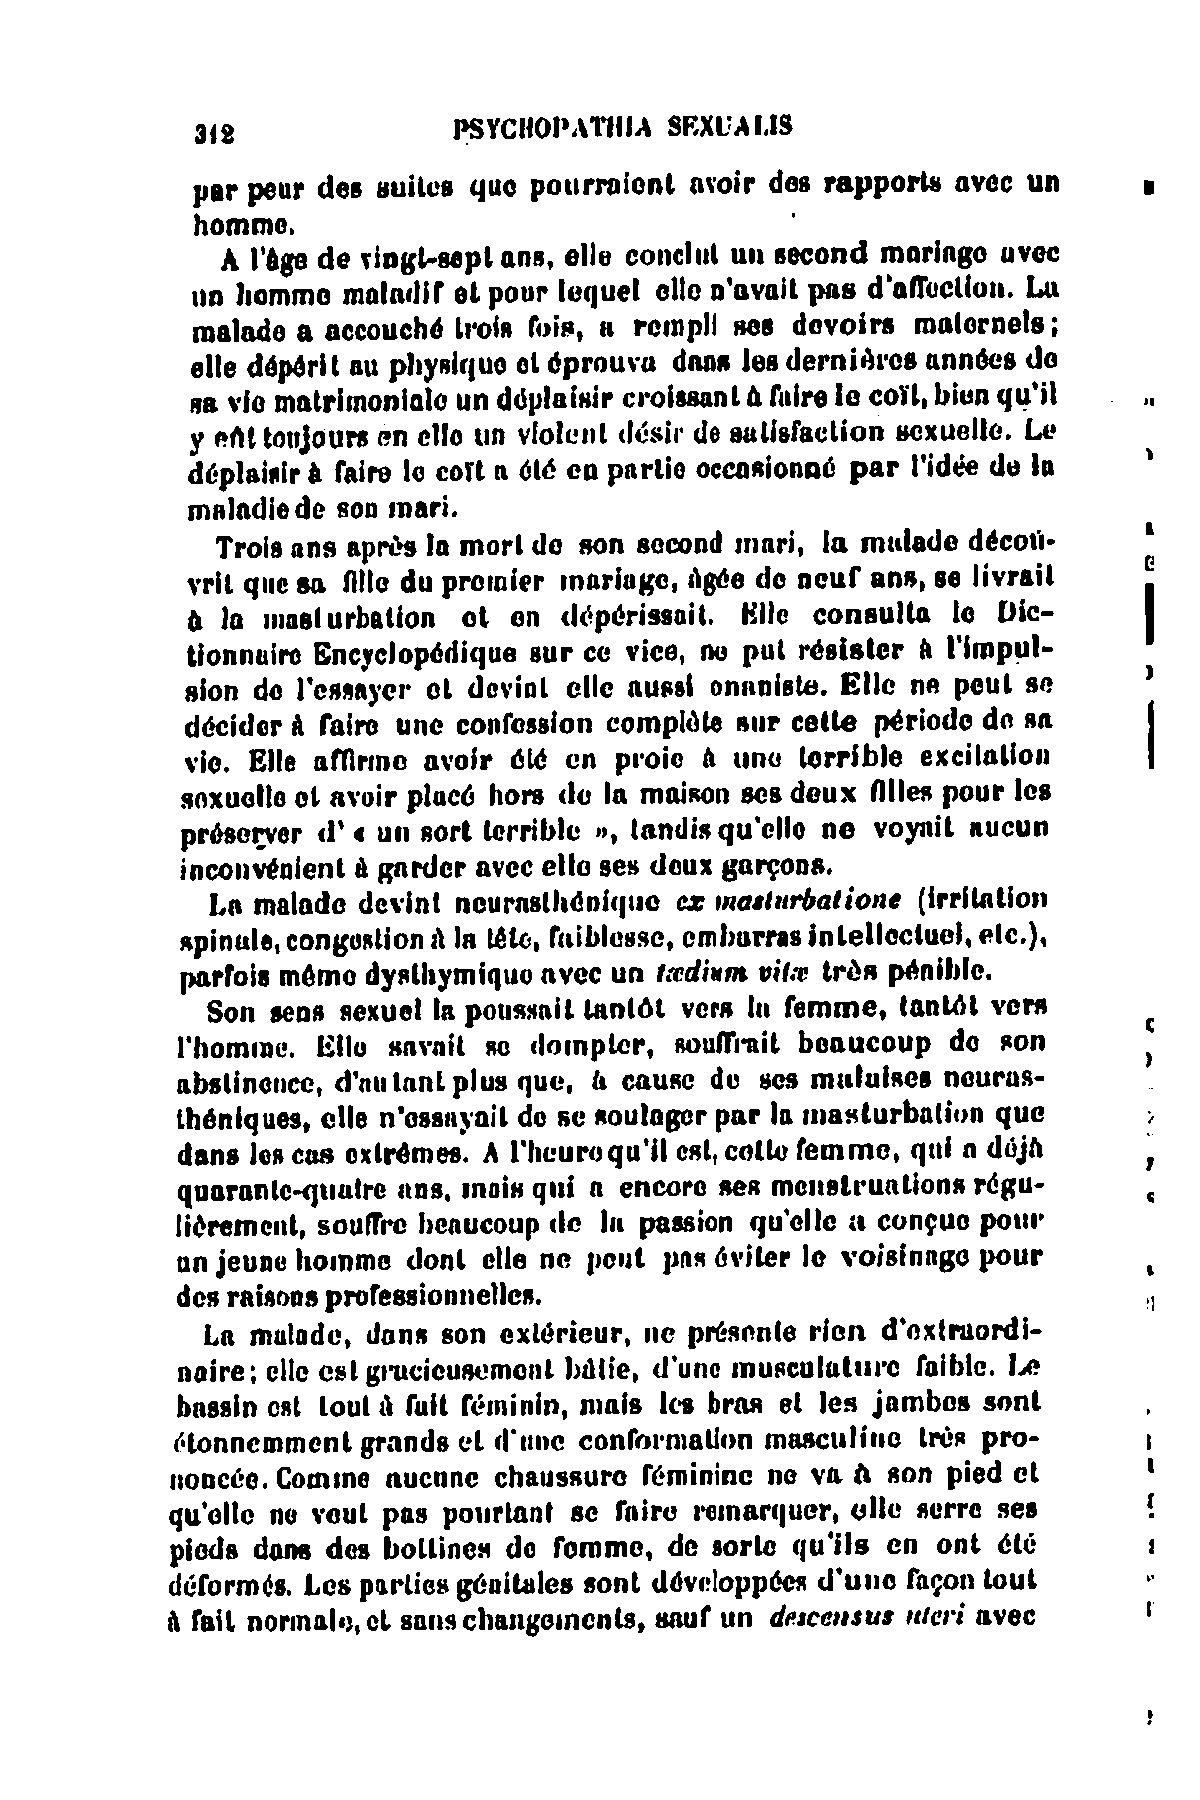 312 PSYCHOPATHIA SEXUALIS
par peur des suites que pourraient avoir des rapports avec un
homme.
A l'âge de vingt-sept ans, elle conclut un second mariage avec
un homme maladif et pour lequel elle n'avait pas d'affection. La
malade a accouché trois fois, a rempli ses devoirs maternels ;
elle dépérit au physique et éprouva dans les dernières années de
sa vie matrimoniale un déplaisir croissant à faire le coït, bien qu'il
y eût toujours en elle un violent désir de satisfaction sexuelle. Le
déplaisir à faire le coït a été en partie occasionné par l'idée de la
maladie de son mari.
Trois ans après la mort de son second mari, la malade décou-
vrit que sa fille du premier mariage, âgée de neuf ans, se livrait
à la masturbation et en dépérissait. Elle consulta le Dic-
tionnaire Encyclopédique sur ce vice, ne put résister à l'impul-
sion de l'essayer et devint elle aussi onaniste. Elle ne peut se
décider à faire une confession complète sur cette période de sa
vie. Elle affirme avoir été en proie à une terrible excitation
sexuelle et avoir placé hors de la maison ses deux filles pour les
préserver d' « un sort terrible », tandis qu'elle ne voyait aucun
inconvénient à garder avec elle ses deux garçons.
La malade devint neurasthénique ex masturbatione (irritation
spinale, congestion à la tête, faiblesse, embarras intellectuel, etc.),
parfois même dysthymique avec un tædium vitæ très pénible.
Son sens sexuel la poussait tantôt vers la femme, tantôt vers
l'homme. Elle savait se dompter, souffrait beaucoup de son
abstinence, d'autant plus que, à cause de ses malaises neuras-
théniques, elle n'essayait de se soulager par la masturbation que
dans les cas extrêmes. A l'heure qu'il est, cette femme, qui a déjà
quarante-quatre ans, mais qui a encore ses menstruations régu-
lièrement, souffre beaucoup de la passion qu'elle a conçue pour
un jeune homme dont elle ne peut pas éviter le voisinage pour
des raisons professionnelles.
La malade, dans son extérieur, ne présente rien d'extraordi-
naire ; elle est gracieusement bâtie, d'une musculature faible. Le
bassin est tout à fait féminin, mais les bras et les jambes sont
étonnemment grands et d'une conformation masculine très pro-
noncée. Comme aucune chaussure féminine ne va à son pied et
qu'elle ne veut pas pourtant se faire remarquer, elle serre ses
pieds dans des bottines de femme, de sorte qu'ils en ont été
déformés. Les parties génitales sont développées d'une façon tout
à fait normale, et sans changements, sauf un descensus uteri avec